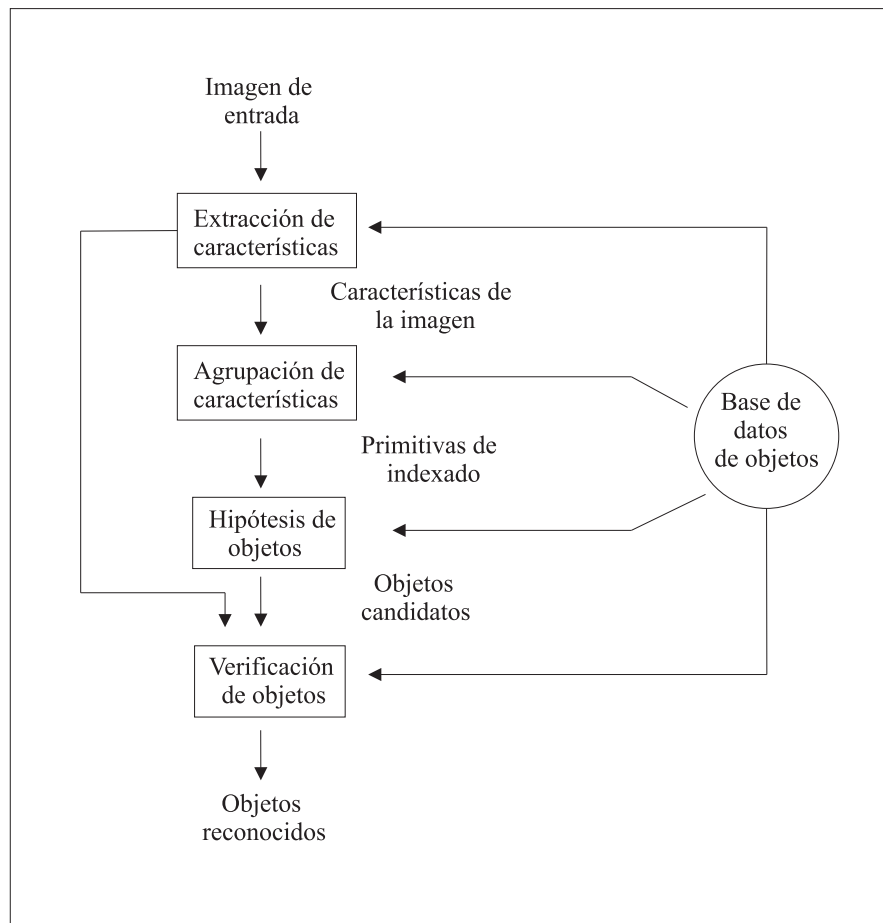 Imagen de
entrada
Extracción de
características
Características de
la imagen
Agrupación de
características
Base de
datos
de objetos
Primitivas de
indexado
Hipótesis de
objetos
Objetos
candidatos
Verificación
de objetos
Objetos
reconocidos